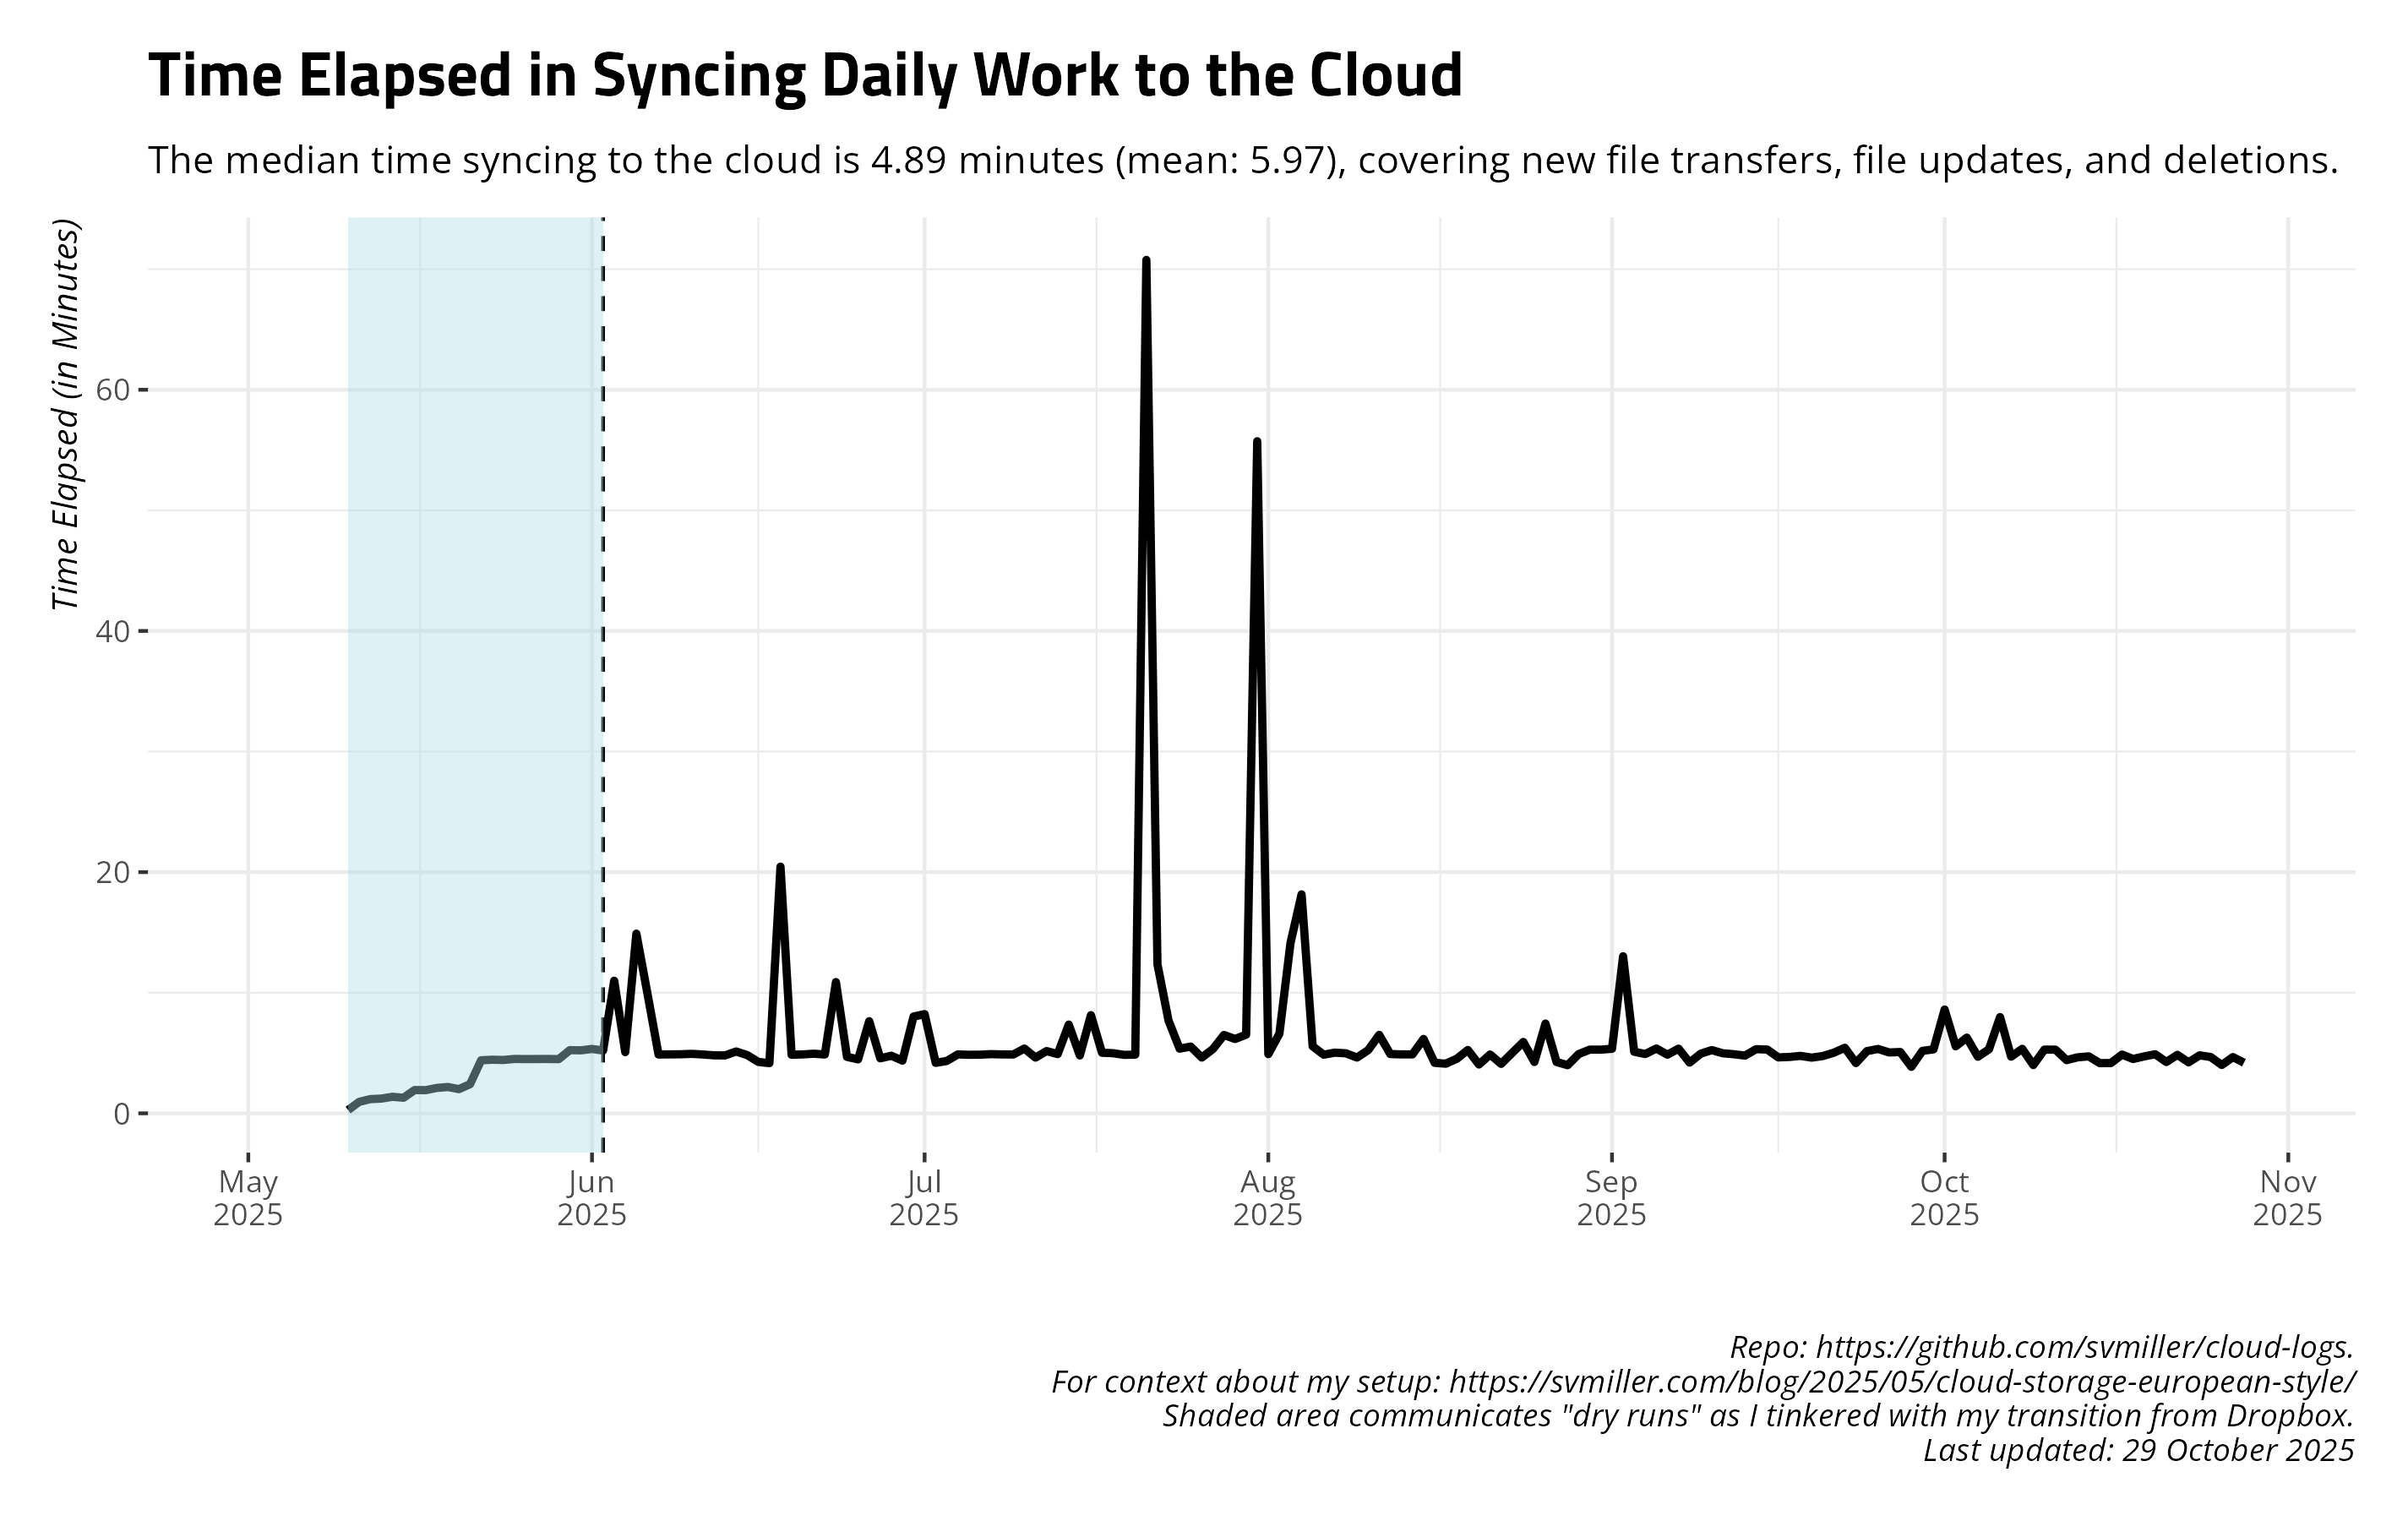 Time Elapsed in Syncing Daily Work to the Cloud
The median time syncing to the cloud is 4.89 minutes (mean: 5.97), covering new file transfers, file updates, and deletions.
Time Elapsed (in Minutes)
60
40
20
0
May
2025
Jun
2025
Jul
2025
Aug
2025
Sep
2025
Oct
2025
Nov
2025
Repo: https://github.com/svmiller/cloud-logs.
For context about my setup: https://svmiller.com/blog/2025/05/cloud-storage-european-style/
Shaded area communicates "dry runs" as I tinkered with my transition from Dropbox.
Last updated: 29 October 2025